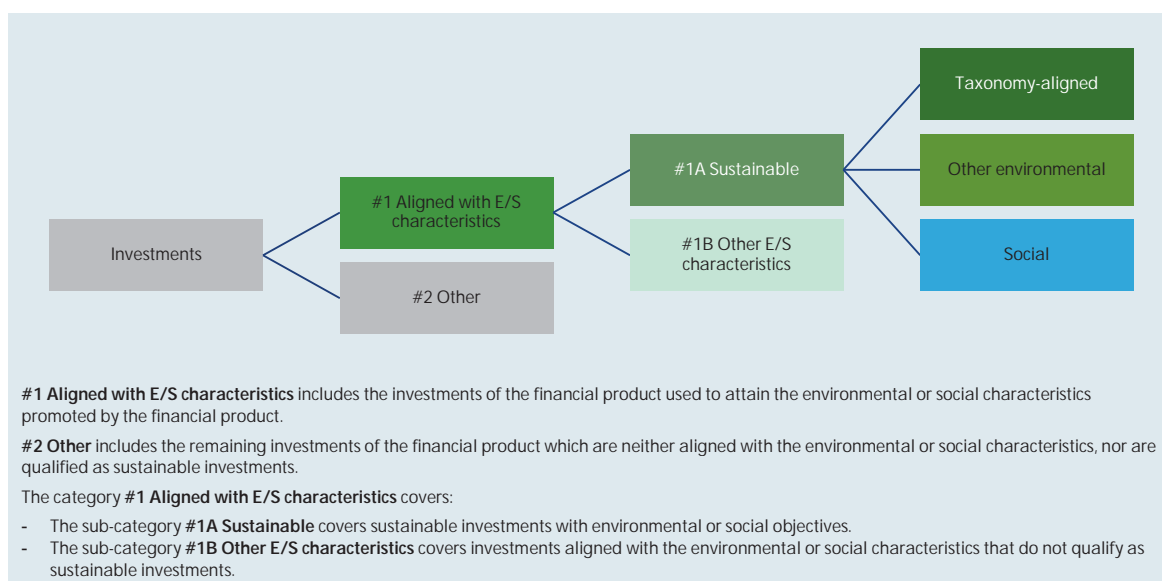 Taxonomy-aligned
#1A Sustainable
Other environmental
#1 Aligned with E/S
characteristics
Investments
#1B Other E/S
characteristics
Social
#2 Other
#1 Aligned with E/S characteristics includes the investments of the financial product used to attain the environmental or social characteristics
promoted by the financial product.
#2 Other includes the remaining investments of the financial product which are neither aligned with the environmental or social characteristics, nor are
qualified as sustainable investments.
The category #1 Aligned with E/S characteristics covers:
- The sub-category #1A Sustainable covers sustainable investments with environmental or social objectives.
- The sub-category #1B Other E/S characteristics covers investments aligned with the environmental or social characteristics that do not qualify as
sustainable investments.